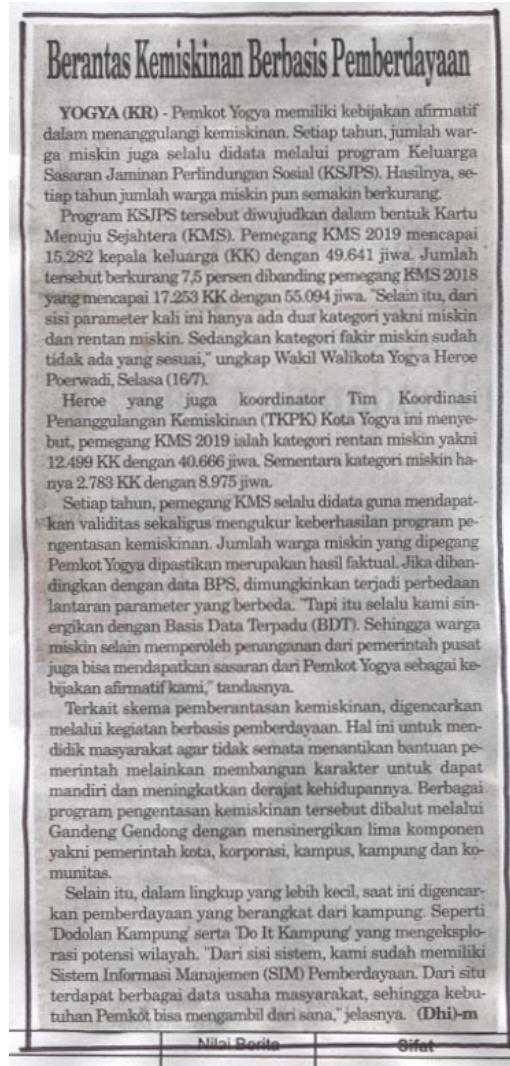 Berantas Kemiskinan Berbasis Pemberdayaan
YOGYA (KR) - Pemkot Yogya memiliki kebijakan afirmatif
dalam menanggulangi kemiskinan. Setiap tahun, jumlah war-
ga miskin juga selalu didata melalui program Keluarga
Sasaran Jaminan Perlindungan Sosial (KSJPS). Hasilnya, se-
tiap tahun jumlah warga miskin pun semakin berkurang.
Program KSJPS tersebut diwujudkan dalam bentuk Kartu
Menuju Sejahtera (KMS). Pemegang KMS 2019 mencapai
15.282 kepala keluarga (KK) dengan 49.641 jiwa. Jumlah
tersebut berkurang 7,5 persen dibanding pemegang KMS 2018
yang mencapai 17.253 KK dengan 55.094 jiwa. "Selain itu, dari
sisi parameter kali ini hanya ada dua kategori yakni miskin
dan rentan miskin. Sedangkan kategori fakir miskin sudah
tidak ada yang sesuai," ungkap Wakil Walikota Yogya Heroe
Poerwadi, Selasa (16/7).
Heroe yang juga koordinator Tim Koordinasi
Penanggulangan Kemiskinan (TKPK) Kota Yogya ini menye-
but, pemegang KMS 2019 ialah kategori rentan miskin yakni
12.499 KK dengan 40.666 jiwa. Sementara kategori miskin ha-
nya 2.783 KK dengan 8.975 jiwa.
Setiap tahun, pemegang KMS selalu didata guna mendapat-
kan validitas sekaligus mengukur keberhasilan program pe-
ngentasan kemiskinan. Jumlah warga miskin yang dipegang
Pemkot Yogya dipastikan merupakan hasil faktual. Jika diban-
dingkan dengan data BPS, dimungkinkan terjadi perbedaan
lantaran parameter yang berbeda. "Tapi itu selalu kami sin-
ergikan dengan Basis Data Terpadu (BDT). Sehingga warga
miskin selain memperoleh penanganan dari pemerintah pusat
juga bisa mendapatkan sasaran dari Pemkot Yogya sebagai ke-
bijakan afirmatif kami," tandasnya.
Terkait skema pemberantasan kemiskinan, digencarkan
melalui kegiatan berbasis pemberdayaan. Hal ini untuk men-
didik masyarakat agar tidak semata menantikan bantuan pe-
merintah melainkan membangun karakter untuk dapat
mandiri dan meningkatkan derajat kehidupannya. Berbagai
program pengentasan kemiskinan tersebut dibalut melalui
Gandeng Gendong dengan mensinergikan lima komponen
yakni pemerintah kota, korporasi, kampus, kampung dan ko-
munitas.
Selain itu, dalam lingkup yang lebih kecil, saat ini digencar-
kan pemberdayaan yang berangkat dari kampung. Seperti
'Dodolan Kampung' serta 'Do It Kampung' yang mengeksplo-
rasi potensi wilayah. "Dari sisi sistem, kami sudah memiliki
Sistem Informasi Manajemen (SIM) Pemberdayaan. Dari situ
terdapat berbagai data usaha masyarakat, sehingga kebu-
tuhan Pemkot bisa mengambil dari sana," jelasnya. (Dhi)-m
Nilai Berita Sifat